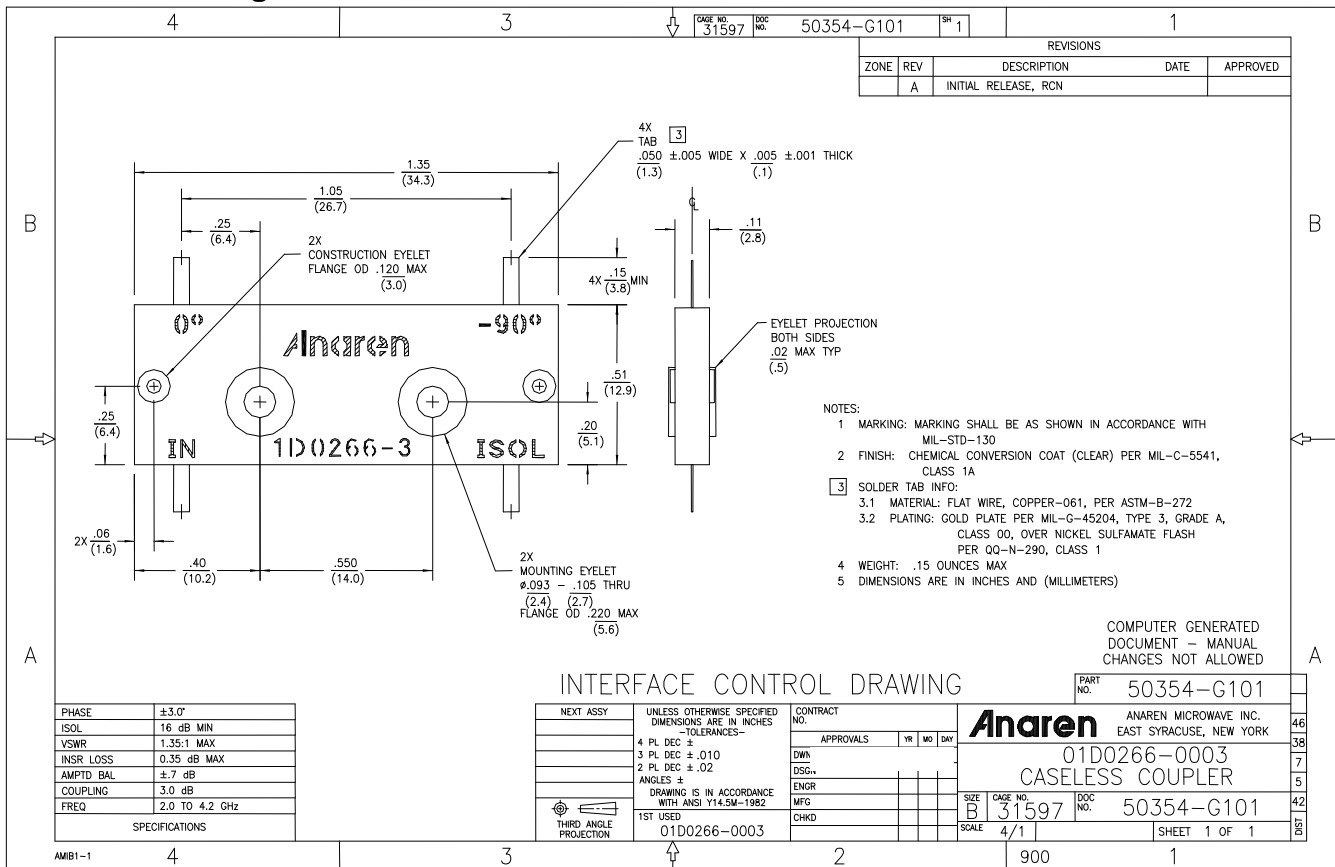 4
3
1
CAGE NO. 31597
DOC NO. 50354-G101
SH 1
REVISIONS
ZONE REV DESCRIPTION DATE APPROVED
A INITIAL RELEASE, RCN
B
B
4X
TAB 3
.050 ±.005 WIDE X .005 ±.001 THICK
(1.3) (.1)
1.35
(34.3)
1.05
(26.7)
.25
(6.4)
2X
CONSTRUCTION EYELET
FLANGE OD .120 MAX
(3.0)
4X .15 MIN
(3.8)
.11
(2.8)
0° -90°
Anaren
EYELET PROJECTION
BOTH SIDES
.02 MAX TYP
(.5)
.51
(12.9)
.25
(6.4)
.20
(5.1)
IN 1D0266-3 ISOL
2X .06
(1.6)
.40
(10.2)
.550
(14.0)
2X
MOUNTING EYELET
ø.093 - .105 THRU
(2.4) (2.7)
FLANGE OD .220 MAX
(5.6)
NOTES:
1 MARKING: MARKING SHALL BE AS SHOWN IN ACCORDANCE WITH
MIL-STD-130
2 FINISH: CHEMICAL CONVERSION COAT (CLEAR) PER MIL-C-5541,
CLASS 1A
3 SOLDER TAB INFO:
3.1 MATERIAL: FLAT WIRE, COPPER-061, PER ASTM-B-272
3.2 PLATING: GOLD PLATE PER MIL-G-45204, TYPE 3, GRADE A,
CLASS 00, OVER NICKEL SULFAMATE FLASH
PER QQ-N-290, CLASS 1
4 WEIGHT: .15 OUNCES MAX
5 DIMENSIONS ARE IN INCHES AND (MILLIMETERS)
A
A
COMPUTER GENERATED
DOCUMENT - MANUAL
CHANGES NOT ALLOWED
INTERFACE CONTROL DRAWING
PART NO. 50354-G101
PHASE ±3.0°
ISOL 16 dB MIN
VSWR 1.35:1 MAX
INSR LOSS 0.35 dB MAX
AMPTD BAL ±.7 dB
COUPLING 3.0 dB
FREQ 2.0 TO 4.2 GHz
SPECIFICATIONS
NEXT ASSY
THIRD ANGLE
PROJECTION
UNLESS OTHERWISE SPECIFIED
DIMENSIONS ARE IN INCHES
-TOLERANCES-
4 PL DEC ±
3 PL DEC ±.010
2 PL DEC ±.02
ANGLES ±
DRAWING IS IN ACCORDANCE
WITH ANSI Y14.5M-1982
1ST USED
01D0266-0003
CONTRACT
NO.
APPROVALS YR MO DAY
DWN
DSGN
ENGR
MFG
CHKD
Anaren
ANAREN MICROWAVE INC.
EAST SYRACUSE, NEW YORK
01D0266-0003
CASELESS COUPLER
SIZE B
CAGE NO. 31597
DOC NO. 50354-G101
SCALE 4/1
SHEET 1 OF 1
46
38
7
5
42
DIST
AMIB1-1
4
3
2
900
1